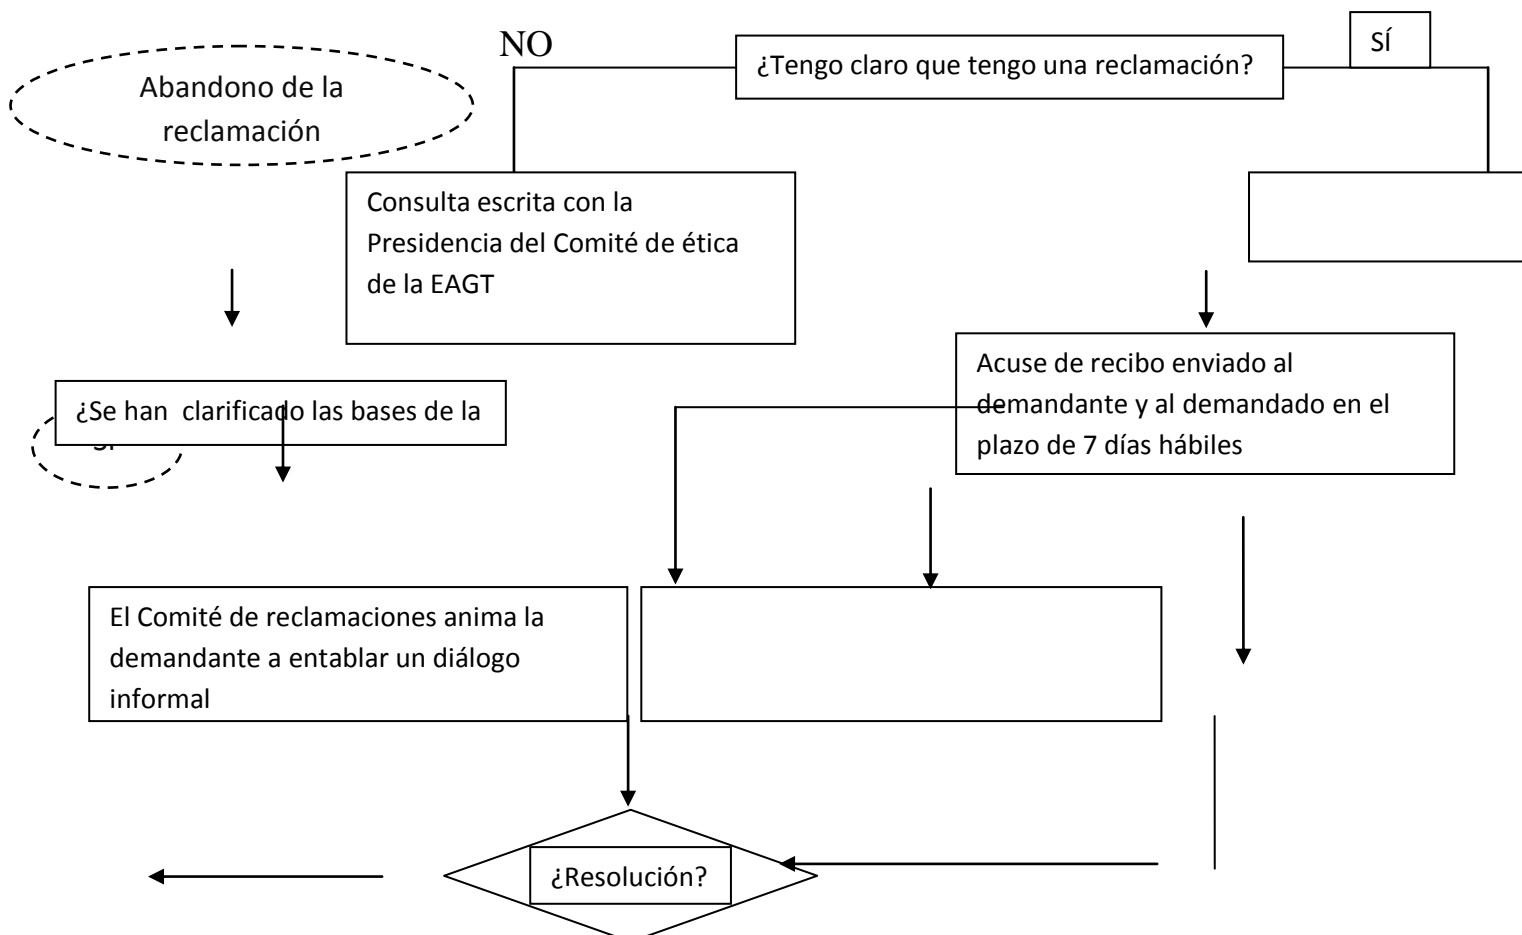 NO
¿Tengo claro que tengo una reclamación?
SÍ
Abandono de la
reclamación
Consulta escrita con la
Presidencia del Comité de ética
de la EAGT
Acuse de recibo enviado al
demandante y al demandado en el
plazo de 7 días hábiles
¿Se han  clarificado las bases de la
El Comité de reclamaciones anima la
demandante a entablar un diálogo
informal
¿Resolución?